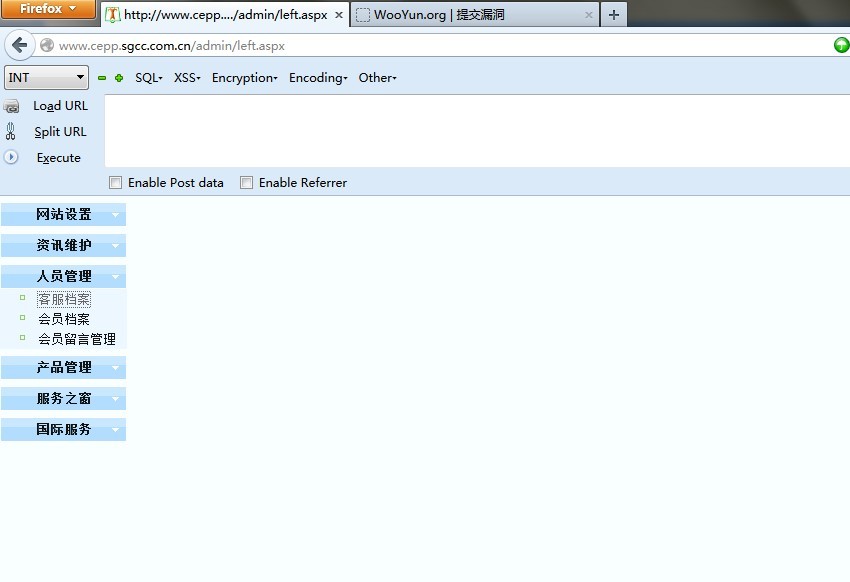 Firefox
http://www.cepp..../admin/left.aspx
WooYun.org | 提交漏洞
www.cepp.sgcc.com.cn/admin/left.aspx
INT
SQL
XSS
Encryption
Encoding
Other
Load URL
Split URL
Execute
Enable Post data
Enable Referrer
网站设置
资讯维护
人员管理
客服档案
会员档案
会员留言管理
产品管理
服务之窗
国际服务